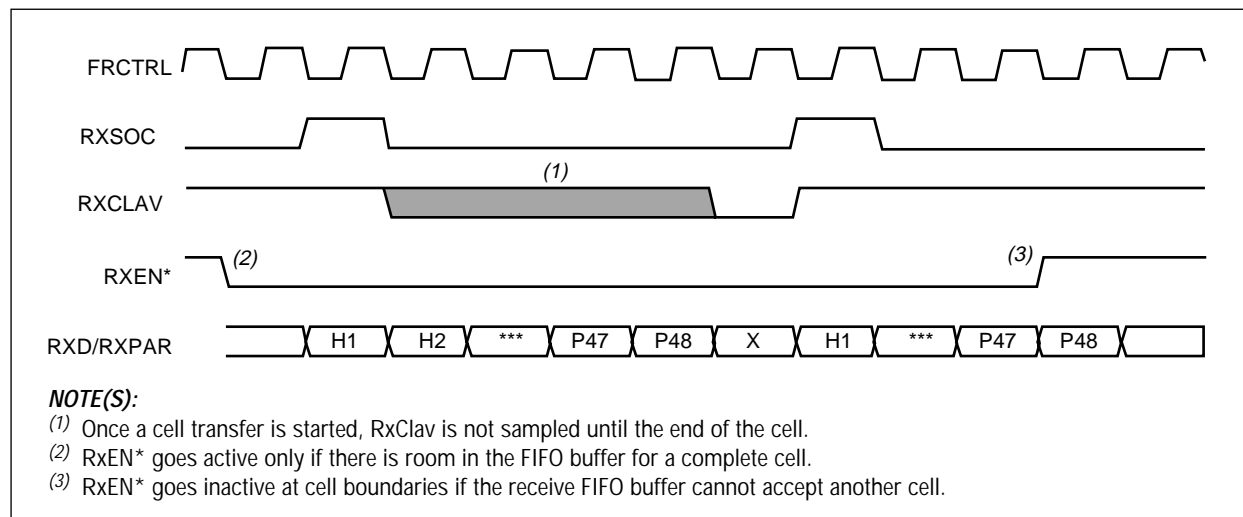 FRCTRL
RXSOC
(1)
RXCLAV
(2)
(3)
RXEN*
RXD/RXPAR H1 H2 *** P47 P48 X H1 *** P47 P48
NOTE(S):
(1) Once a cell transfer is started, RxClav is not sampled until the end of the cell.
(2) RxEN* goes active only if there is room in the FIFO buffer for a complete cell.
(3) RxEN* goes inactive at cell boundaries if the receive FIFO buffer cannot accept another cell.